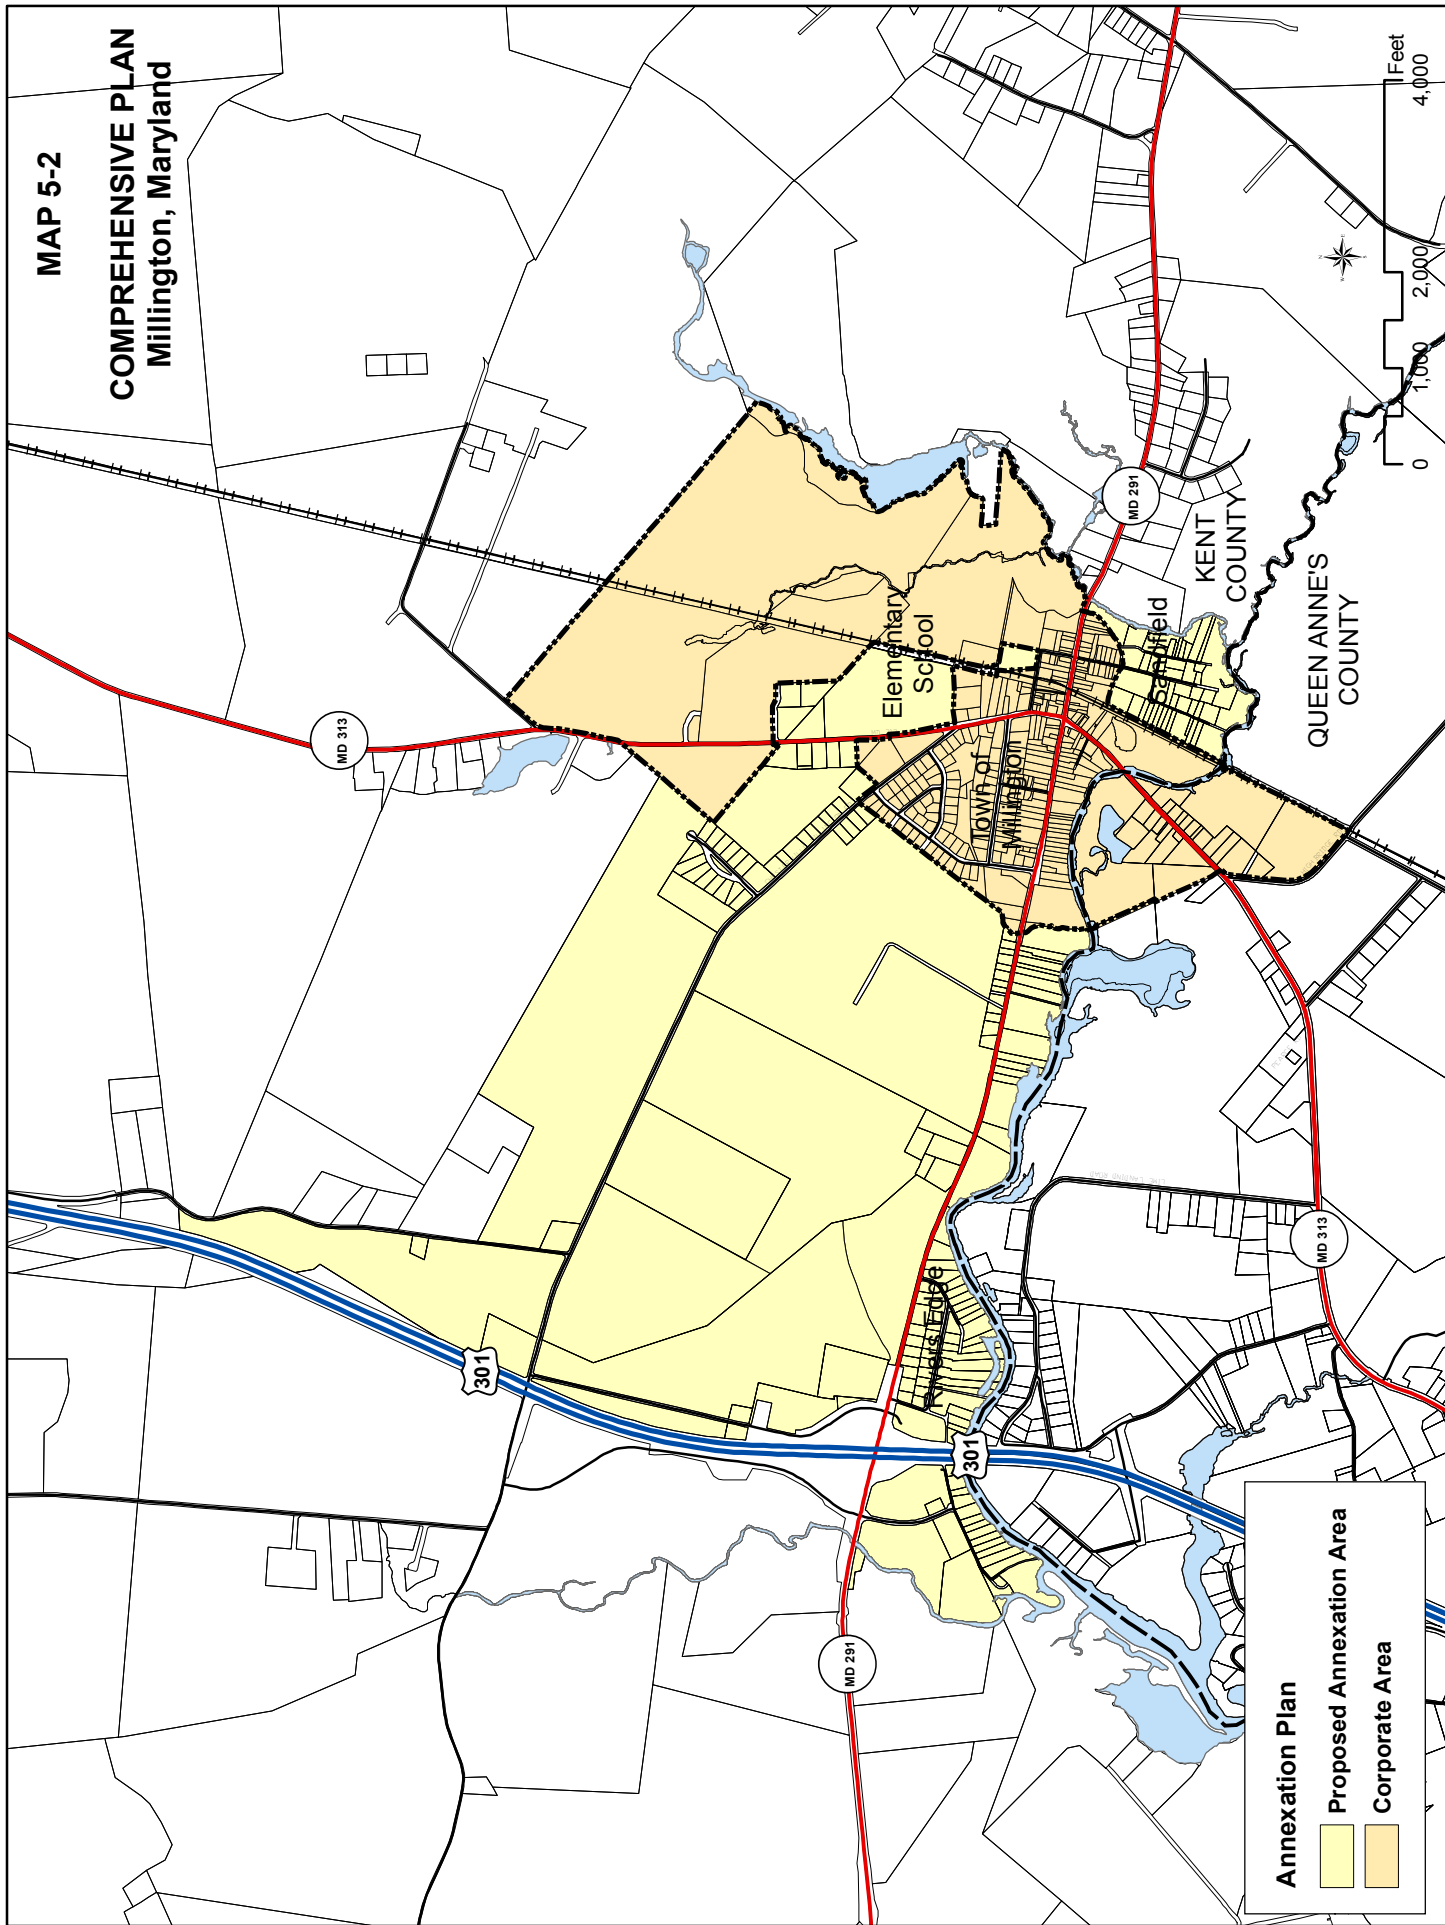 MAP 5-2
COMPREHENSIVE PLAN
Millington, Maryland
MD 313
301
Elementary
School
Town of
Millington
Sandfield
MD 291
KENT
COUNTY
QUEEN ANNE'S
COUNTY
Rivers Edge
301
MD 291
MD 313
Feet
0
1,000
2,000
4,000
Annexation Plan
Proposed Annexation Area
Corporate Area